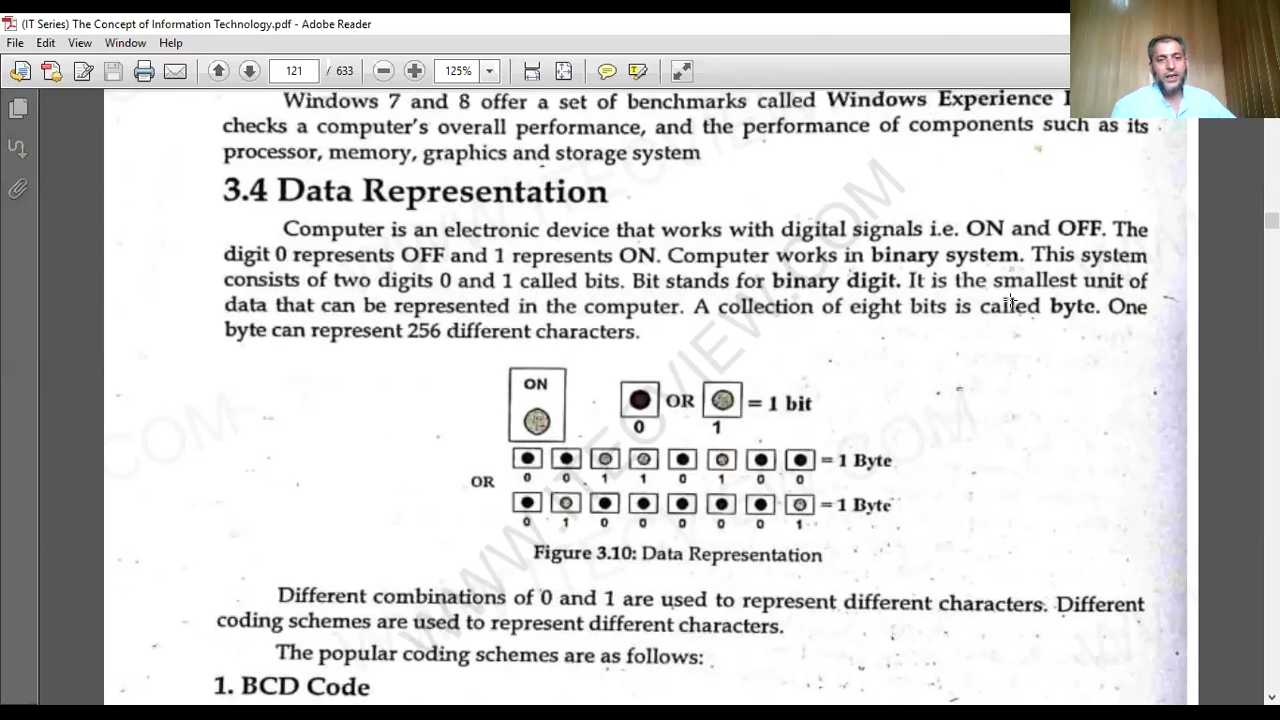 (IT Series) The Concept of Information Technology.pdf - Adobe Reader
File Edit View Window Help
121 / 633 125%
Windows 7 and 8 offer a set of benchmarks called Windows Experience
checks a computer's overall performance, and the performance of components such as its
processor, memory, graphics and storage system
3.4 Data Representation
Computer is an electronic device that works with digital signals i.e. ON and OFF. The
digit 0 represents OFF and 1 represents ON. Computer works in binary system. This system
consists of two digits 0 and 1 called bits. Bit stands for binary digit. It is the smallest unit of
data that can be represented in the computer. A collection of eight bits is called byte. One
byte can represent 256 different characters.
ON
OR = 1 bit
0 1
= 1 Byte
0 0 1 1 0 1 0 0
OR
= 1 Byte
0 1 0 0 0 0 0 1
Figure 3.10: Data Representation
Different combinations of 0 and 1 are used to represent different characters. Different
coding schemes are used to represent different characters.
The popular coding schemes are as follows:
1. BCD Code
WWW.ITECVIEW.COM